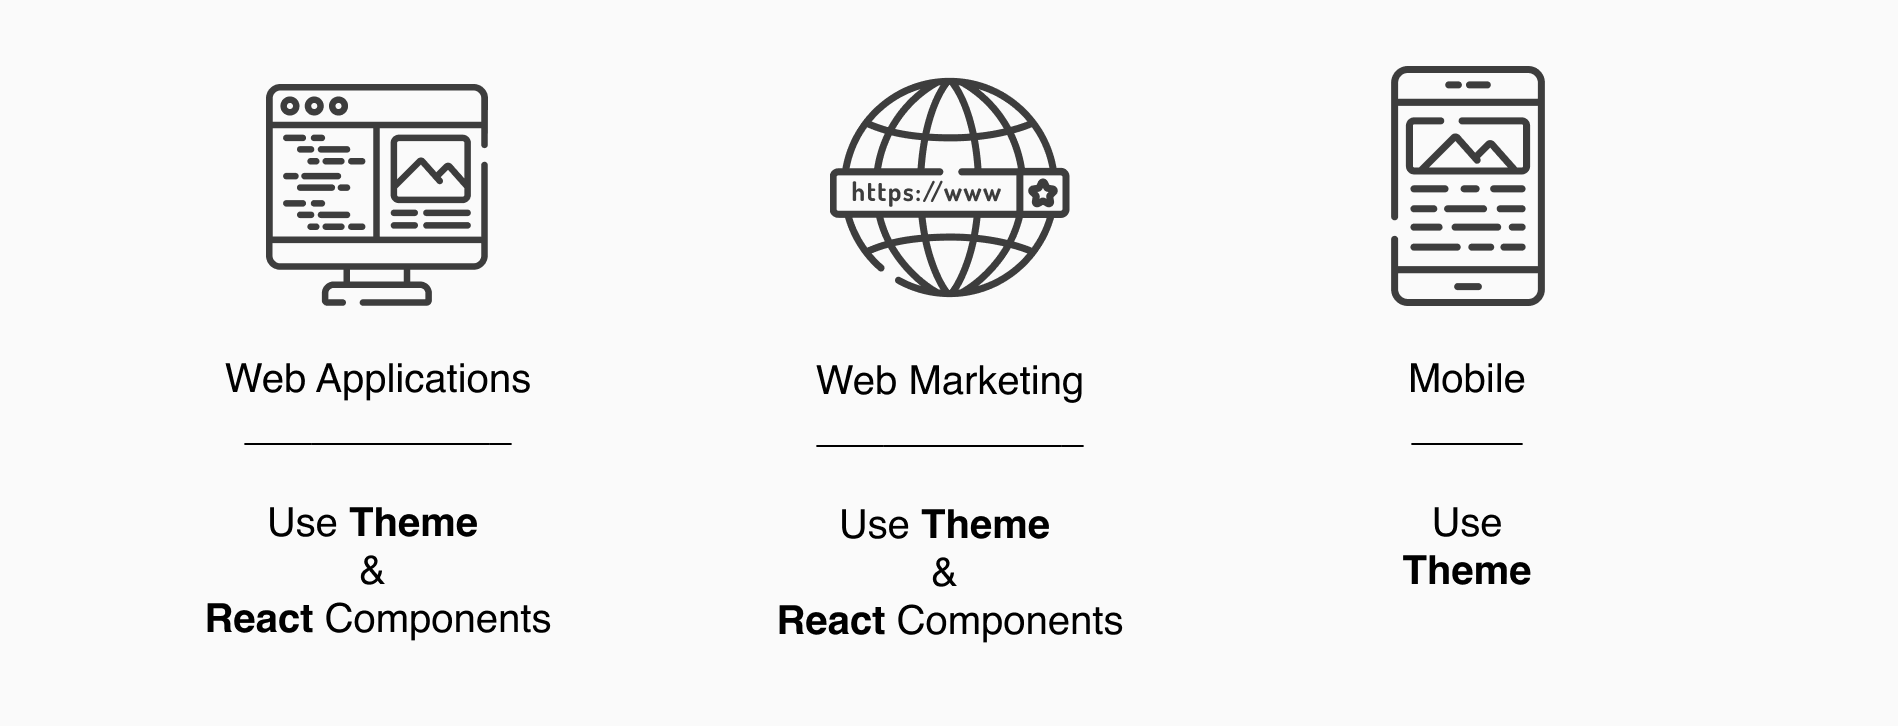 https://www
Web Applications
Use Theme
&
React Components
Web Marketing
Use Theme
&
React Components
Mobile
Use
Theme